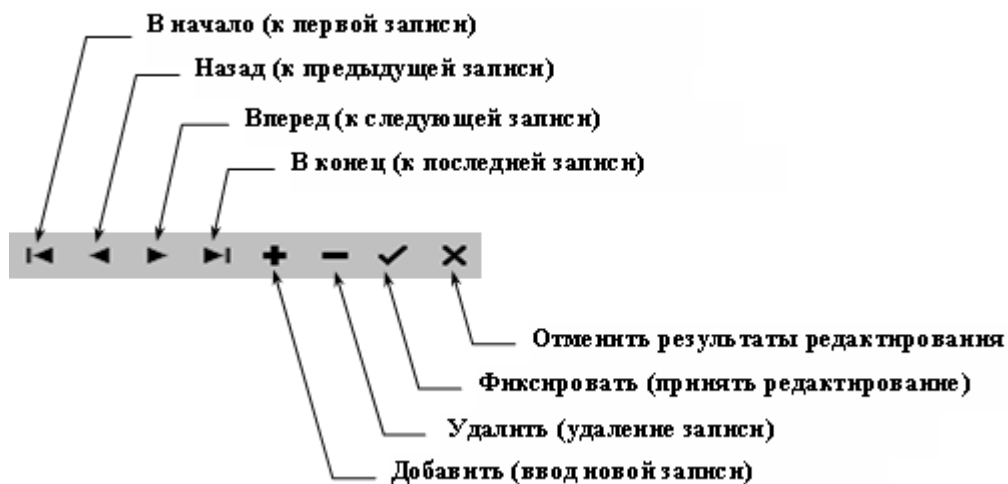 В начало (к первой записи)
Назад (к предыдущей записи)
Вперед (к следующей записи)
В конец (к последней записи)
Отменить результаты редактирования
Фиксировать (принять редактирование)
Удалить (удаление записи)
Добавить (ввод новой записи)